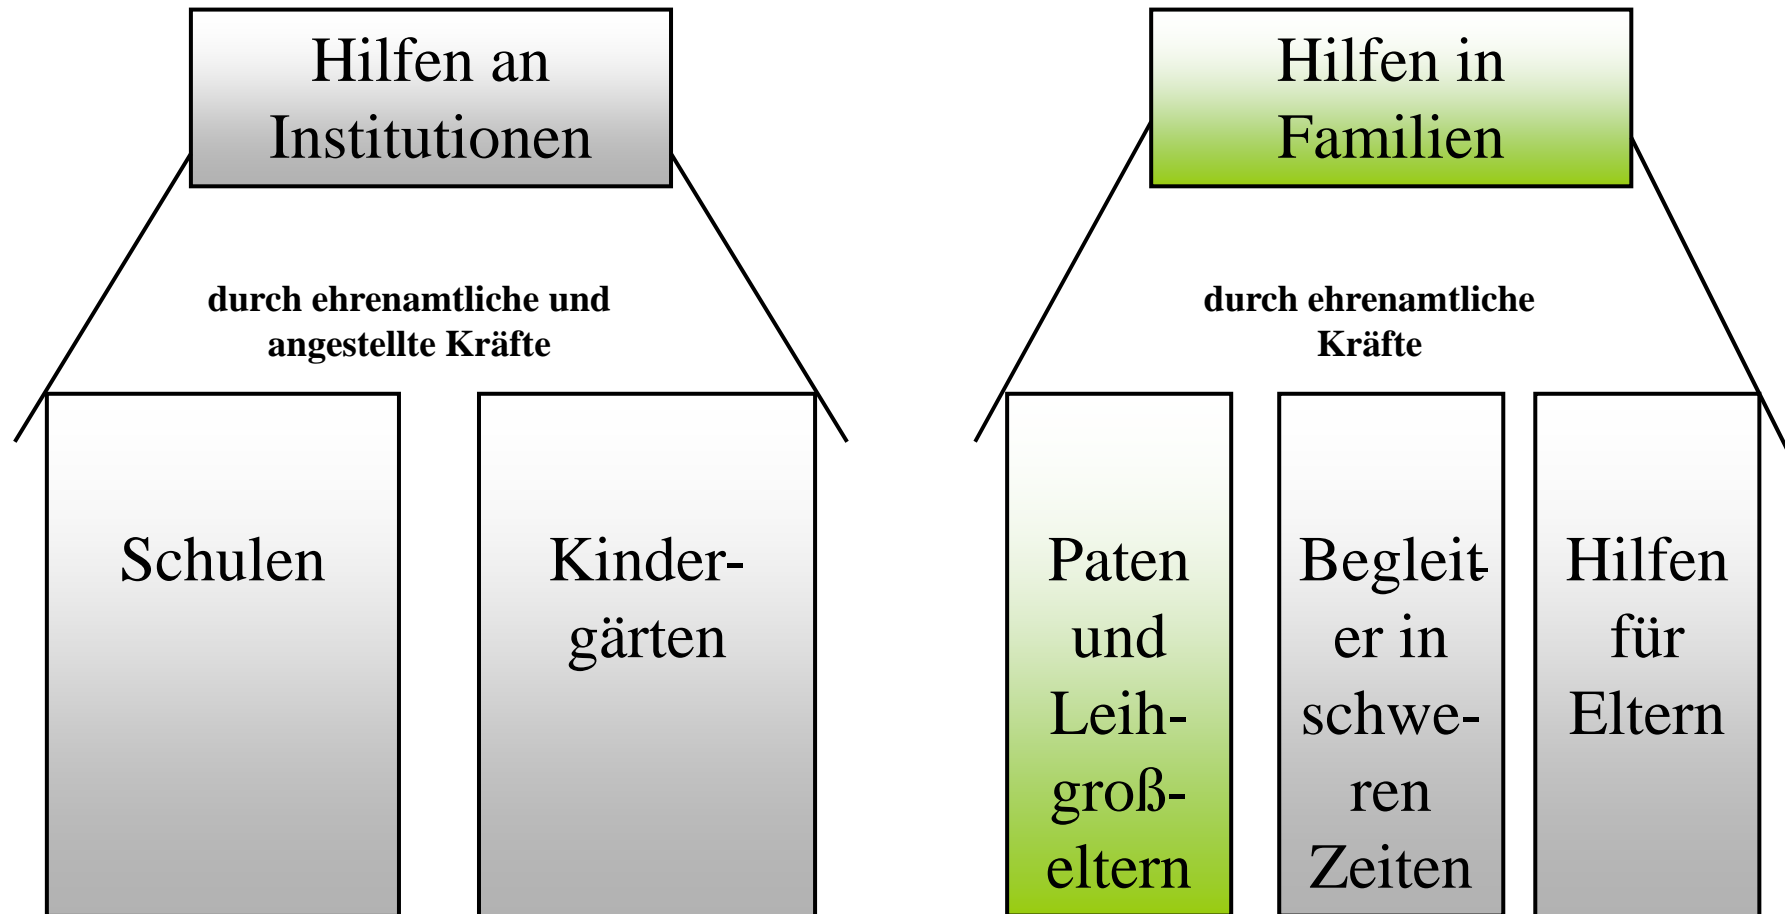 Hilfen an
Institutionen
durch ehrenamtliche und
angestellte Kräfte
Schulen
Kinder-
gärten
Hilfen in
Familien
durch ehrenamtliche
Kräfte
Paten
und
Leih-
groß-
eltern
Begleit-
er in
schwe-
ren
Zeiten
Hilfen
für
Eltern